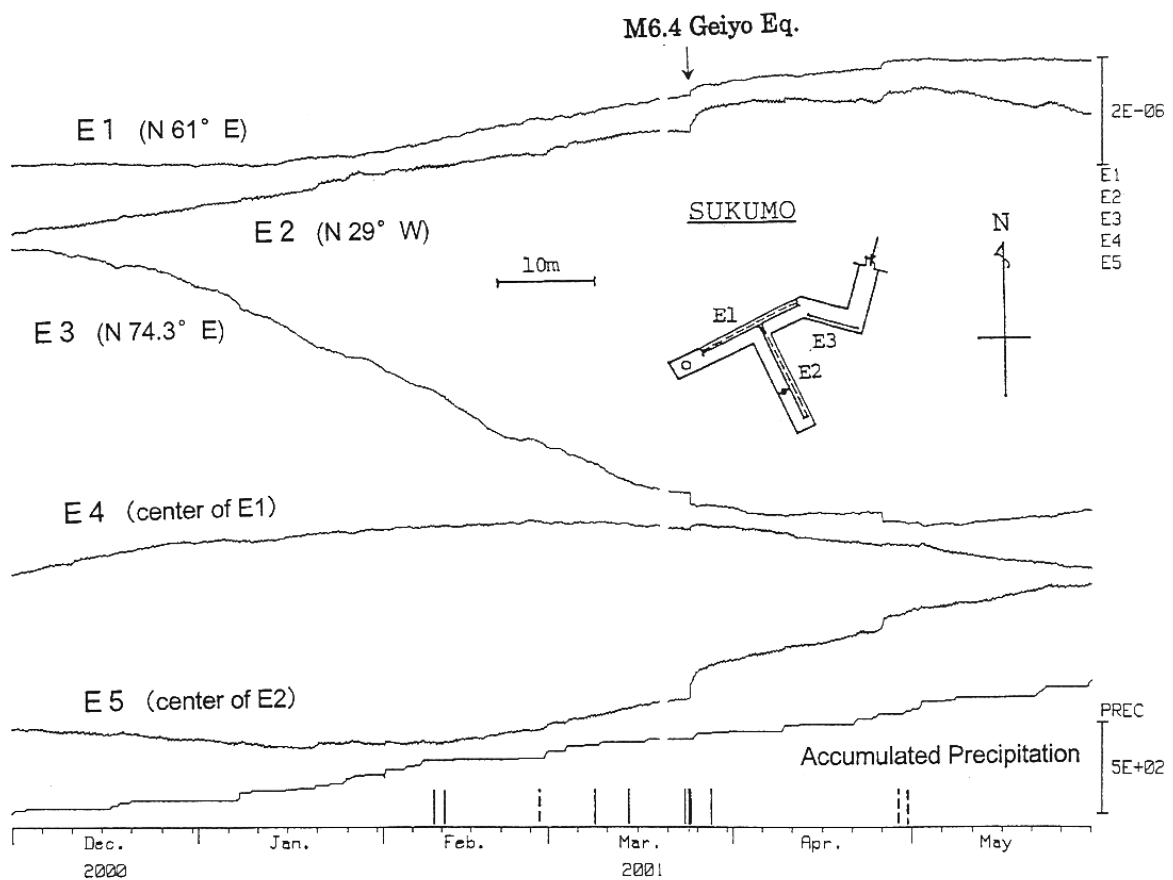 M6.4 Geiyo Eq.
E1 (N 61° E)
2E-06
E1
E2
E3
E4
E5
E2 (N 29° W)
SUKUMO
N
10m
E1
E3
E2
E3 (N 74.3° E)
E4 (center of E1)
E5 (center of E2)
PREC
Accumulated Precipitation
5E+02
Dec. Jan. Feb. Mar. Apr. May
2000 2001